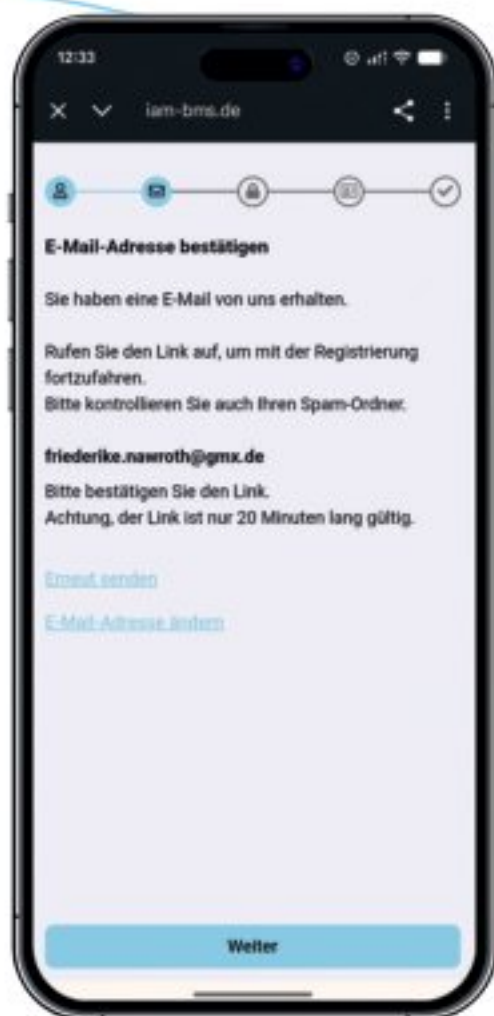 12:33
iam-bms.de
E-Mail-Adresse bestätigen
Sie haben eine E-Mail von uns erhalten.
Rufen Sie den Link auf, um mit der Registrierung
fortzufahren.
Bitte kontrollieren Sie auch Ihren Spam-Ordner.
friederike.nawroth@gmx.de
Bitte bestätigen Sie den Link.
Achtung, der Link ist nur 20 Minuten lang gültig.
Erneut senden
E-Mail-Adresse ändern
Weiter